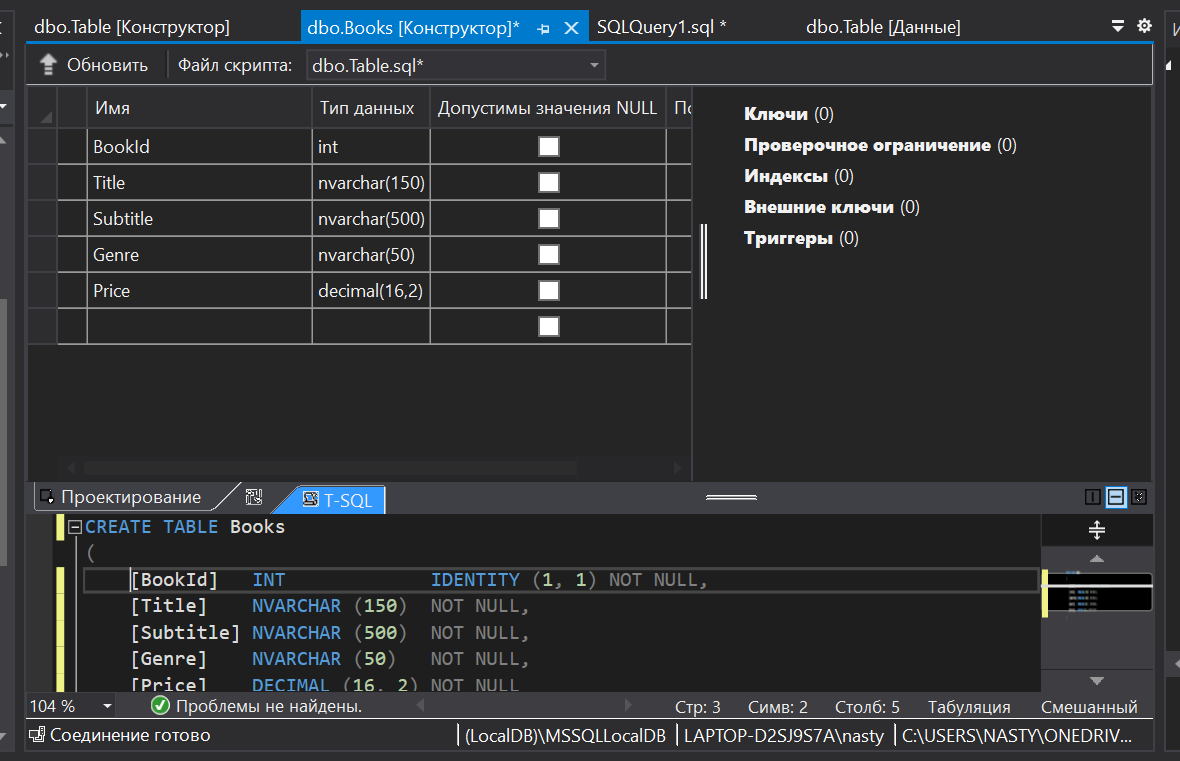 dbo.Table [Конструктор] dbo.Books [Конструктор]* SQLQuery1.sql * dbo.Table [Данные]
Обновить Файл скрипта: dbo.Table.sql*
Имя Тип данных Допустимы значения NULL По
BookId int
Title nvarchar(150)
Subtitle nvarchar(500)
Genre nvarchar(50)
Price decimal(16,2)
Ключи (0)
Проверочное ограничение (0)
Индексы (0)
Внешние ключи (0)
Триггеры (0)
Проектирование T-SQL
CREATE TABLE Books
(
[BookId] INT IDENTITY (1, 1) NOT NULL,
[Title] NVARCHAR (150) NOT NULL,
[Subtitle] NVARCHAR (500) NOT NULL,
[Genre] NVARCHAR (50) NOT NULL,
[Price] DECIMAL (16, 2) NOT NULL
104 % Проблемы не найдены. Стр: 3 Симв: 2 Столб: 5 Табуляция Смешанный
Соединение готово (LocalDB)\MSSQLLocalDB LAPTOP-D2SJ9S7A\nasty C:\USERS\NASTY\ONEDRIV...